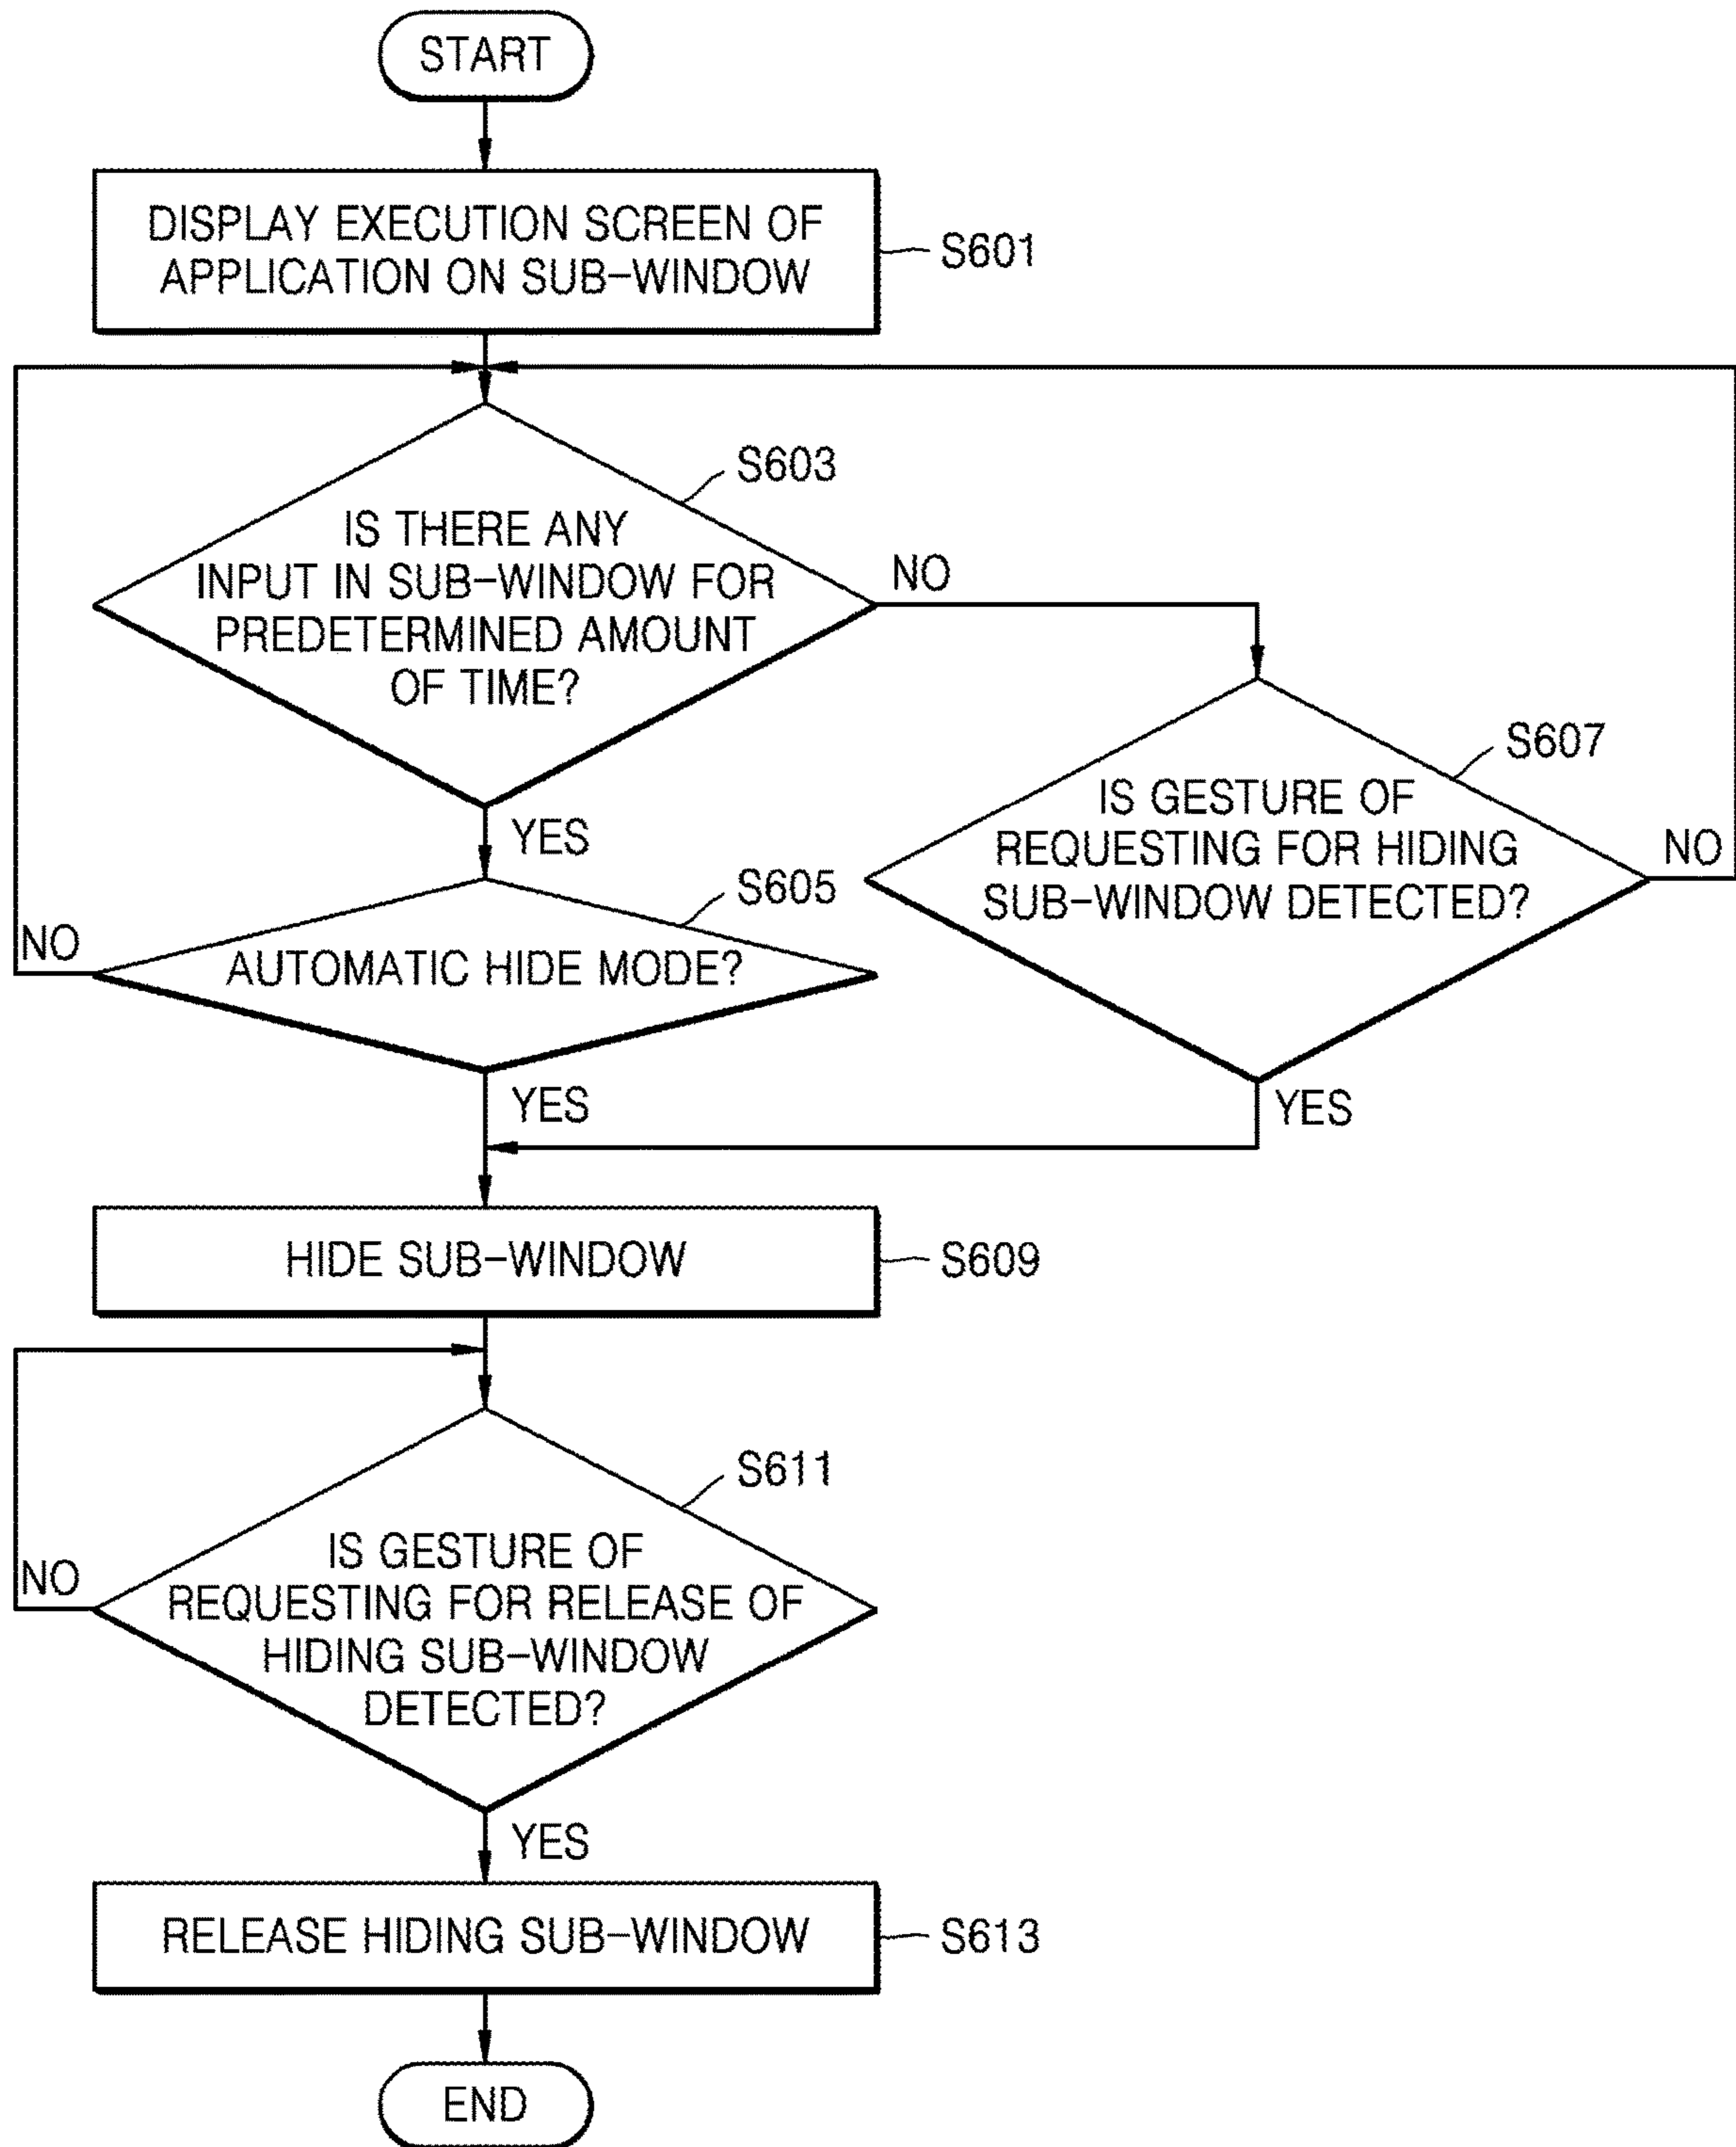 START
DISPLAY EXECUTION SCREEN OF
APPLICATION ON SUB-WINDOW
S601
S603
IS THERE ANY
INPUT IN SUB-WINDOW FOR
PREDETERMINED AMOUNT
OF TIME?
NO
YES
S607
IS GESTURE OF
REQUESTING FOR HIDING
SUB-WINDOW DETECTED?
NO
YES
S605
AUTOMATIC HIDE MODE?
NO
YES
HIDE SUB-WINDOW
S609
S611
IS GESTURE OF
REQUESTING FOR RELEASE OF
HIDING SUB-WINDOW
DETECTED?
NO
YES
RELEASE HIDING SUB-WINDOW
S613
END